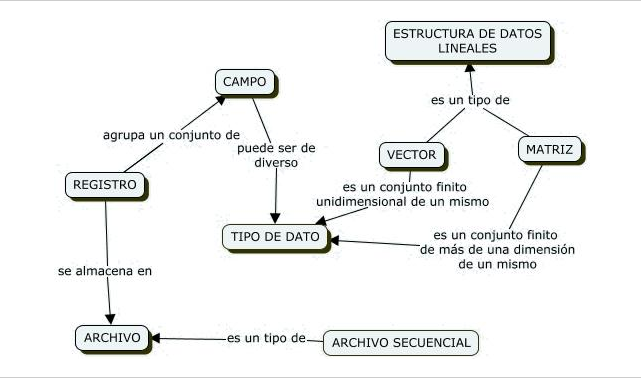 ESTRUCTURA DE DATOS
LINEALES
CAMPO
es un tipo de
agrupa un conjunto de
puede ser de
diverso
VECTOR
MATRIZ
REGISTRO
es un conjunto finito
unidimensional de un mismo
TIPO DE DATO
es un conjunto finito
de más de una dimensión
de un mismo
se almacena en
ARCHIVO
es un tipo de
ARCHIVO SECUENCIAL